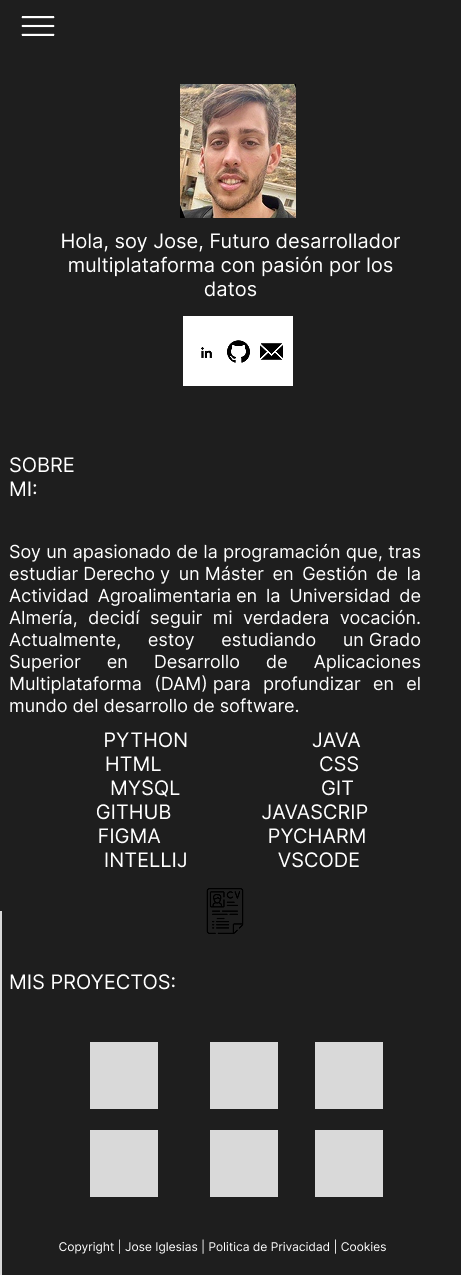 Hola, soy Jose, Futuro desarrollador
multiplataforma con pasión por los
datos
in
SOBRE
MI:
Soy un apasionado de la programación que, tras
estudiar Derecho y un Máster en Gestión de la
Actividad Agroalimentaria en la Universidad de
Almería, decidí seguir mi verdadera vocación.
Actualmente, estoy estudiando un Grado
Superior en Desarrollo de Aplicaciones
Multiplataforma (DAM) para profundizar en el
mundo del desarrollo de software.
PYTHON JAVA
HTML CSS
MYSQL GIT
GITHUB JAVASCRIP
FIGMA PYCHARM
INTELLIJ VSCODE
CV
MIS PROYECTOS:
Copyright | Jose Iglesias | Politica de Privacidad | Cookies